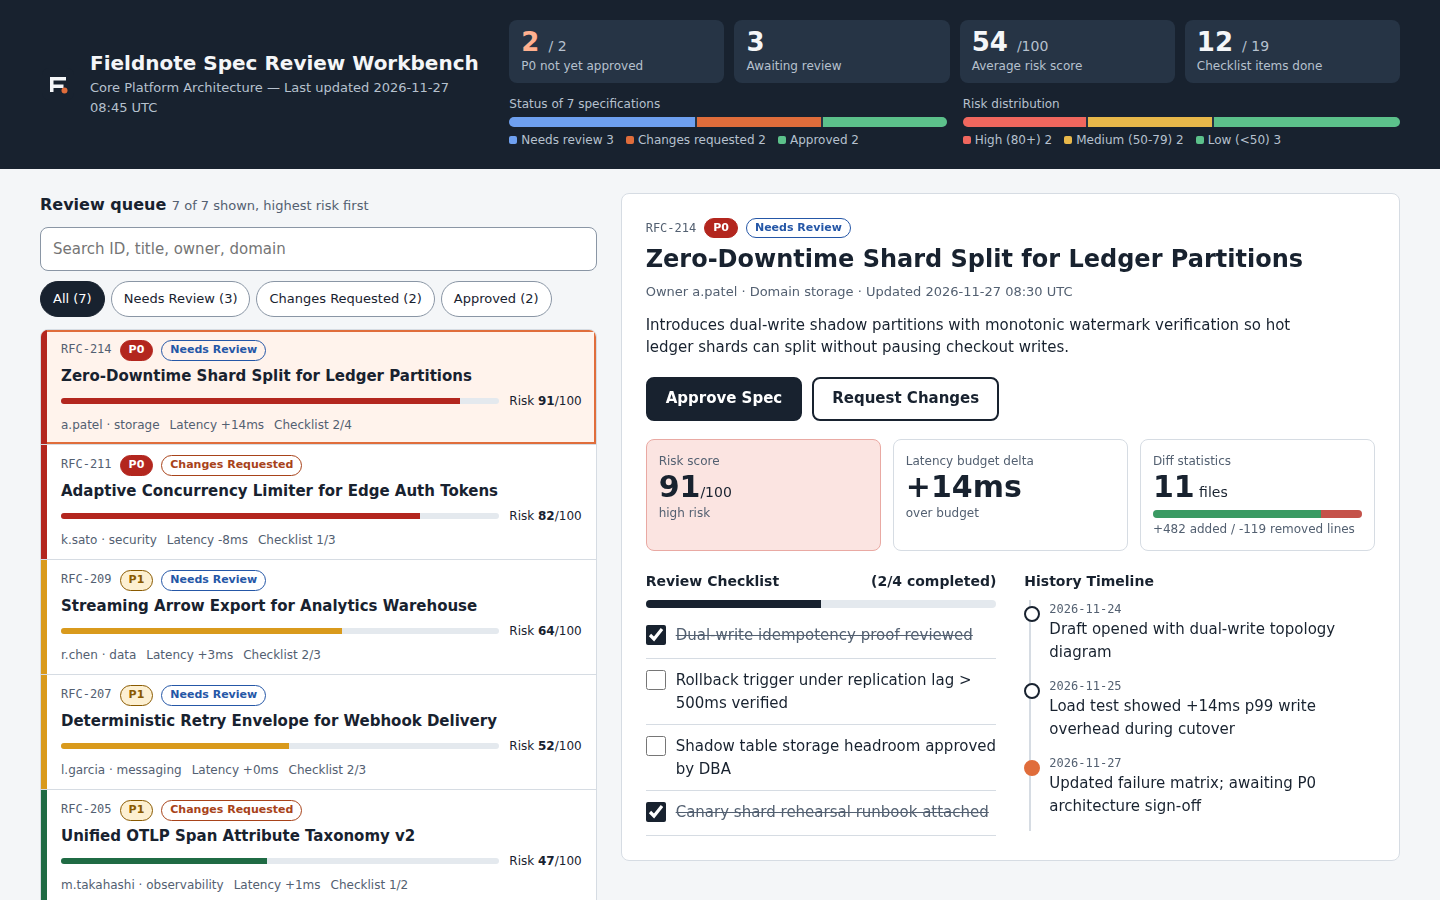 F
Fieldnote Spec Review Workbench
Core Platform Architecture — Last updated 2026-11-27
08:45 UTC
2 / 2
P0 not yet approved
3
Awaiting review
54 /100
Average risk score
12 / 19
Checklist items done
Status of 7 specifications
Needs review 3 Changes requested 2 Approved 2
Risk distribution
High (80+) 2 Medium (50-79) 2 Low (<50) 3
Review queue 7 of 7 shown, highest risk first
Search ID, title, owner, domain
All (7) Needs Review (3) Changes Requested (2) Approved (2)
RFC-214 P0 Needs Review
Zero-Downtime Shard Split for Ledger Partitions
Risk 91/100
a.patel · storage Latency +14ms Checklist 2/4
RFC-211 P0 Changes Requested
Adaptive Concurrency Limiter for Edge Auth Tokens
Risk 82/100
k.sato · security Latency -8ms Checklist 1/3
RFC-209 P1 Needs Review
Streaming Arrow Export for Analytics Warehouse
Risk 64/100
r.chen · data Latency +3ms Checklist 2/3
RFC-207 P1 Needs Review
Deterministic Retry Envelope for Webhook Delivery
Risk 52/100
l.garcia · messaging Latency +0ms Checklist 2/3
RFC-205 P1 Changes Requested
Unified OTLP Span Attribute Taxonomy v2
Risk 47/100
m.takahashi · observability Latency +1ms Checklist 1/2
RFC-214 P0 Needs Review
Zero-Downtime Shard Split for Ledger Partitions
Owner a.patel · Domain storage · Updated 2026-11-27 08:30 UTC
Introduces dual-write shadow partitions with monotonic watermark verification so hot
ledger shards can split without pausing checkout writes.
Approve Spec Request Changes
Risk score
91/100
high risk
Latency budget delta
+14ms
over budget
Diff statistics
11 files
+482 added / -119 removed lines
Review Checklist (2/4 completed)
Dual-write idempotency proof reviewed
Rollback trigger under replication lag >
500ms verified
Shadow table storage headroom approved
by DBA
Canary shard rehearsal runbook attached
History Timeline
2026-11-24
Draft opened with dual-write topology
diagram
2026-11-25
Load test showed +14ms p99 write
overhead during cutover
2026-11-27
Updated failure matrix; awaiting P0
architecture sign-off